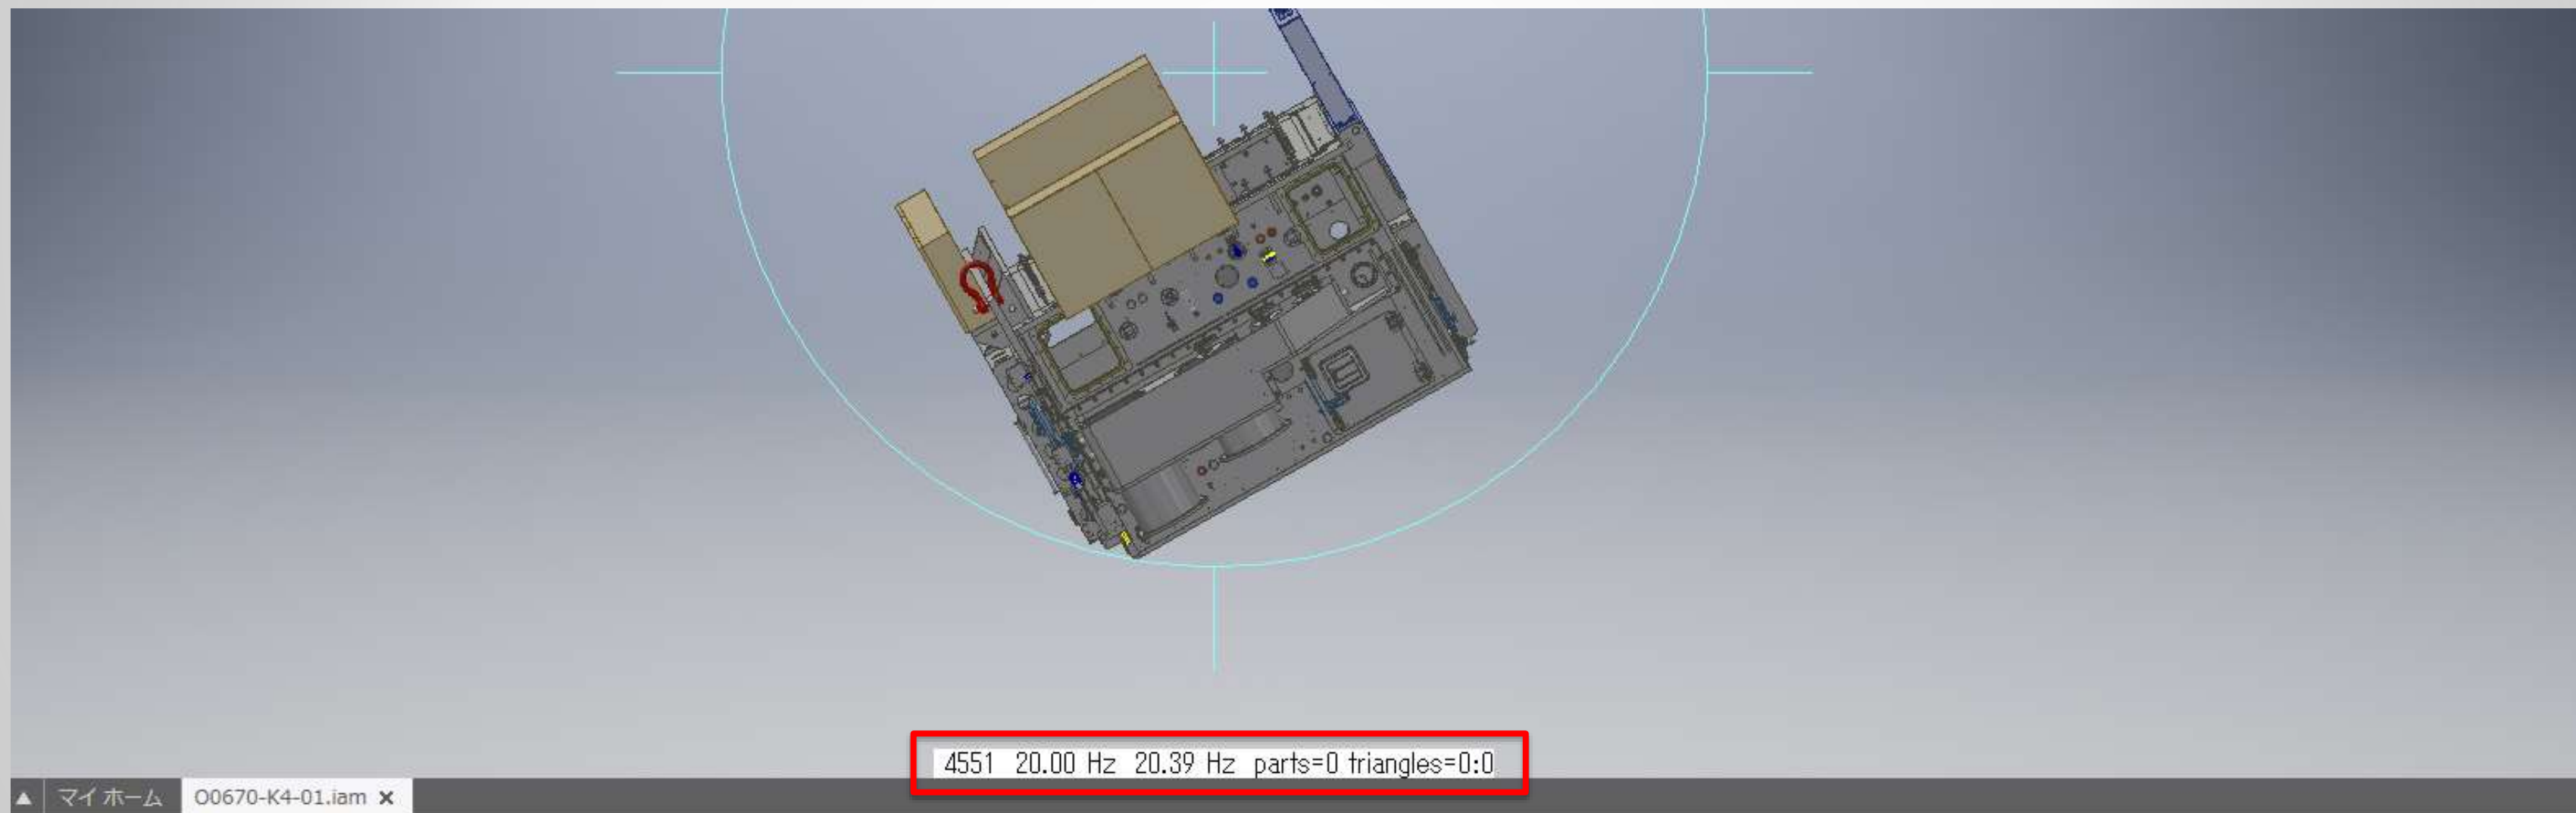 4551 20.00 Hz 20.39 Hz parts=0 triangles=0:0
▲ マイ ホーム O0670-K4-01.iam ×